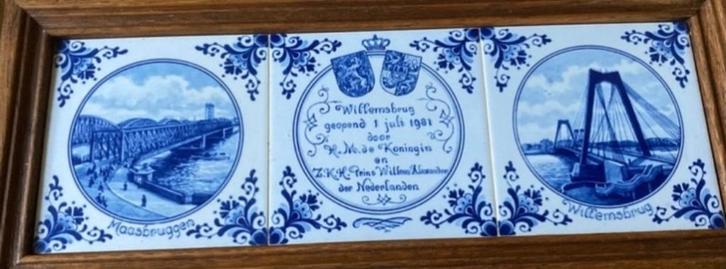 Willemsbrug
geopend 1 juli 1981
door
H.M. de Koningin
en
Z.K.H. Prins Willem Alexander
der Nederlanden
Maasbruggen
Willemsbrug